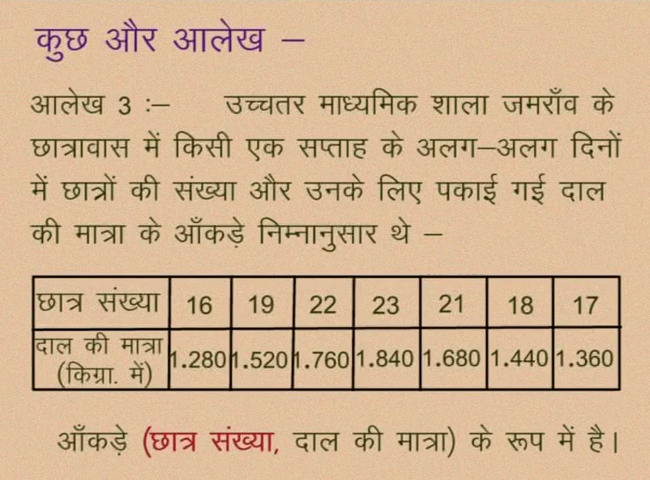 कुछ और आलेख –
आलेख 3 :– उच्चतर माध्यमिक शाला जमराँव के
छात्रावास में किसी एक सप्ताह के अलग–अलग दिनों
में छात्रों की संख्या और उनके लिए पकाई गई दाल
की मात्रा के आँकड़े निम्नानुसार थे –
छात्र संख्या 16 19 22 23 21 18 17
दाल की मात्रा
(किग्रा. में) 1.280 1.520 1.760 1.840 1.680 1.440 1.360
आँकड़े (छात्र संख्या, दाल की मात्रा) के रूप में है।